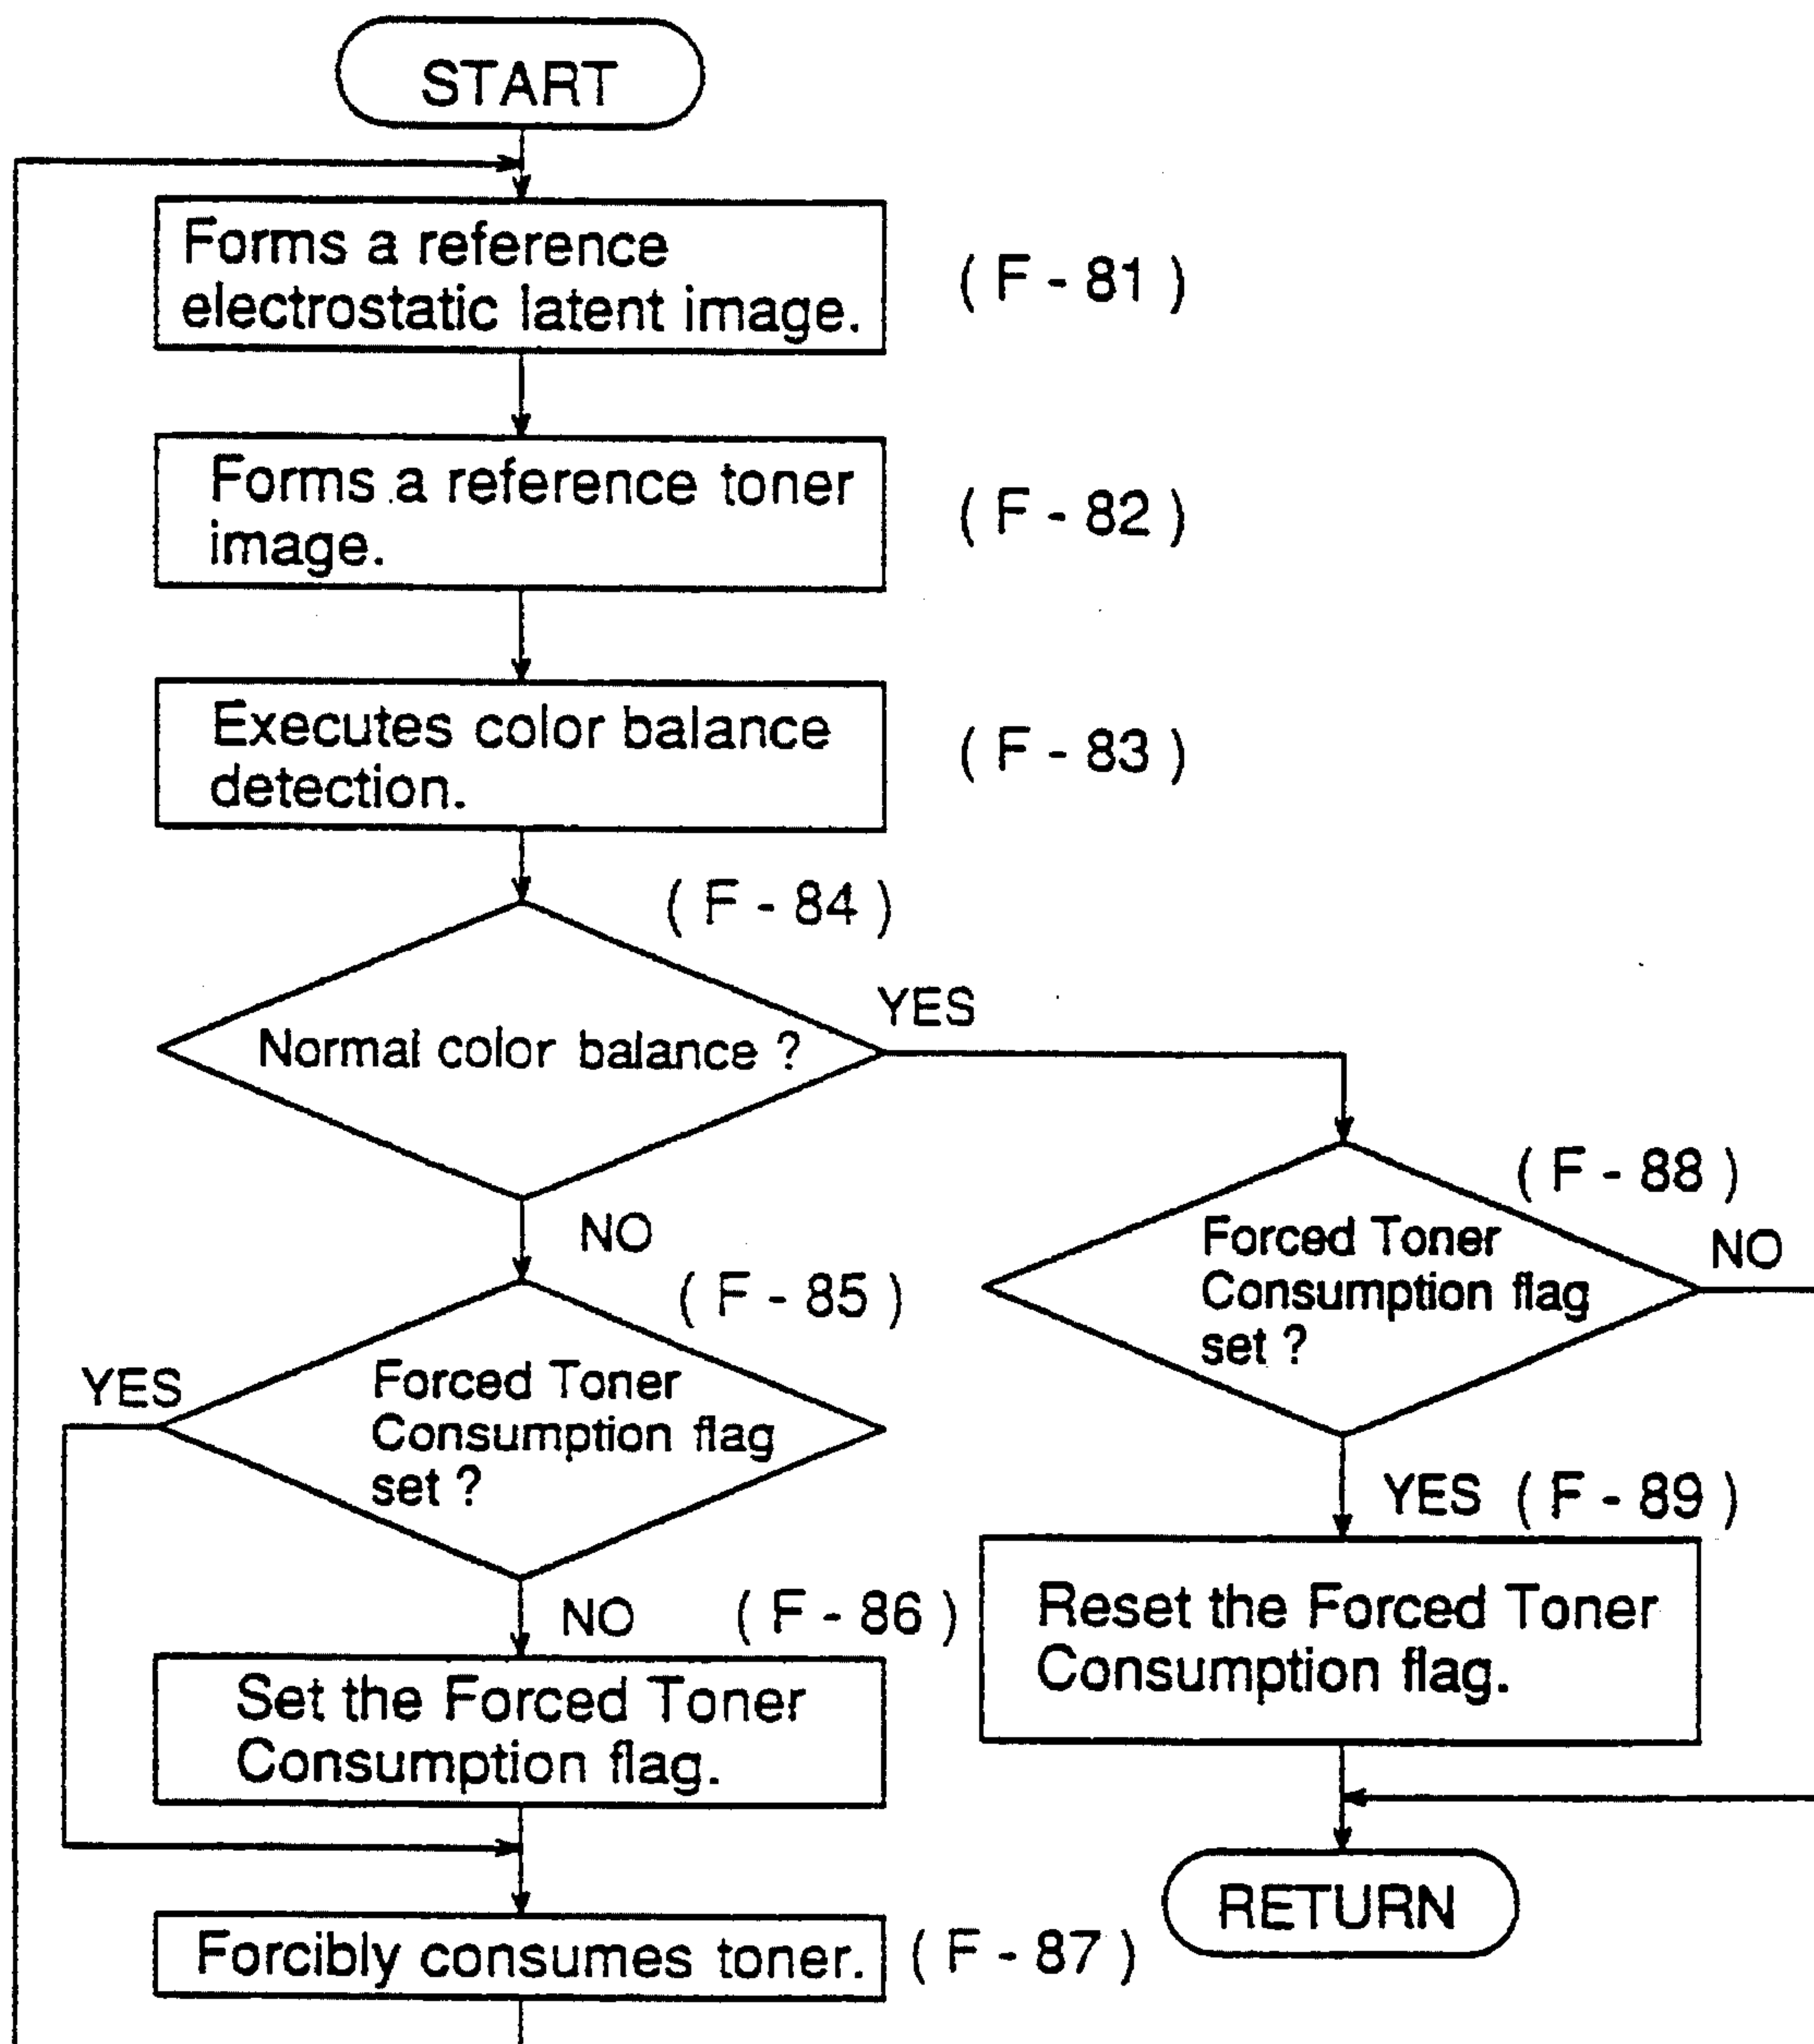 START
Forms a reference
electrostatic latent image.
( F - 81 )
Forms a reference toner
image.
( F - 82 )
Executes color balance
detection.
( F - 83 )
( F - 84 )
Normal color balance ?
YES
NO
( F - 85 )
YES
Forced Toner
Consumption flag
set ?
NO
( F - 86 )
Set the Forced Toner
Consumption flag.
Forcibly consumes toner.
( F - 87 )
( F - 88 )
Forced Toner
Consumption flag
set ?
NO
YES
( F - 89 )
Reset the Forced Toner
Consumption flag.
RETURN